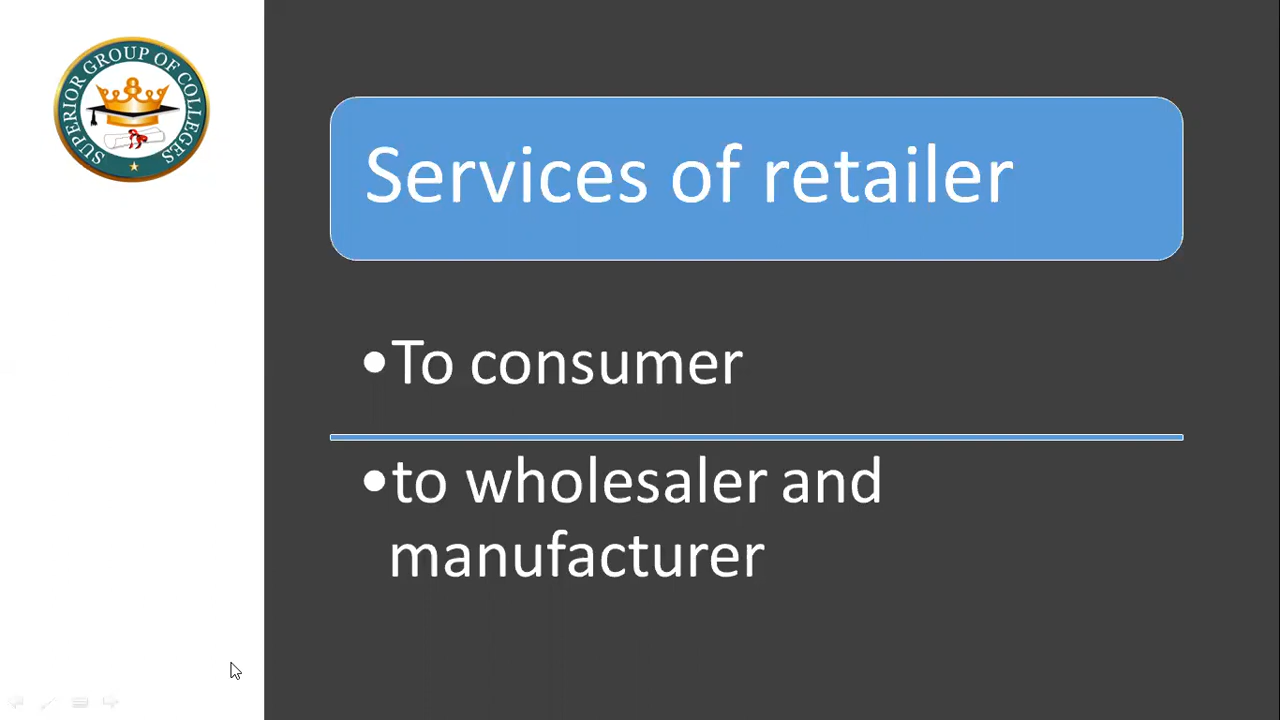 SUPERIOR GROUP OF COLLEGES
Services of retailer
•To consumer
•to wholesaler and
manufacturer